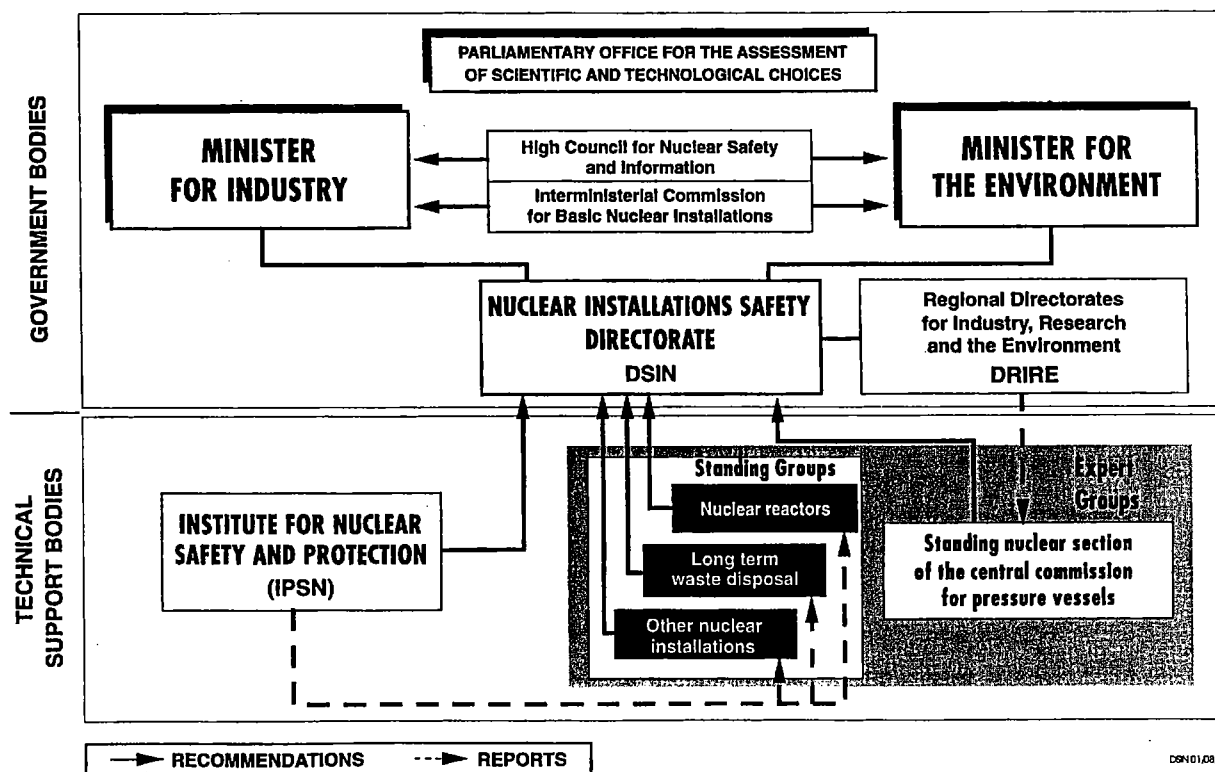 PARLIAMENTARY OFFICE FOR THE ASSESSMENT
OF SCIENTIFIC AND TECHNOLOGICAL CHOICES
GOVERNMENT BODIES
MINISTER
FOR INDUSTRY
High Council for Nuclear Safety
and Information
Interministerial Commission
for Basic Nuclear Installations
MINISTER FOR
THE ENVIRONMENT
NUCLEAR INSTALLATIONS SAFETY
DIRECTORATE
DSIN
Regional Directorates
for Industry, Research
and the Environment
DRIRE
TECHNICAL
SUPPORT BODIES
INSTITUTE FOR NUCLEAR
SAFETY AND PROTECTION
(IPSN)
Standing Groups
Nuclear reactors
Long term
waste disposal
Other nuclear
installations
Expert
Groups
Standing nuclear section
of the central commission
for pressure vessels
RECOMMENDATIONS
REPORTS
DSN 01/08